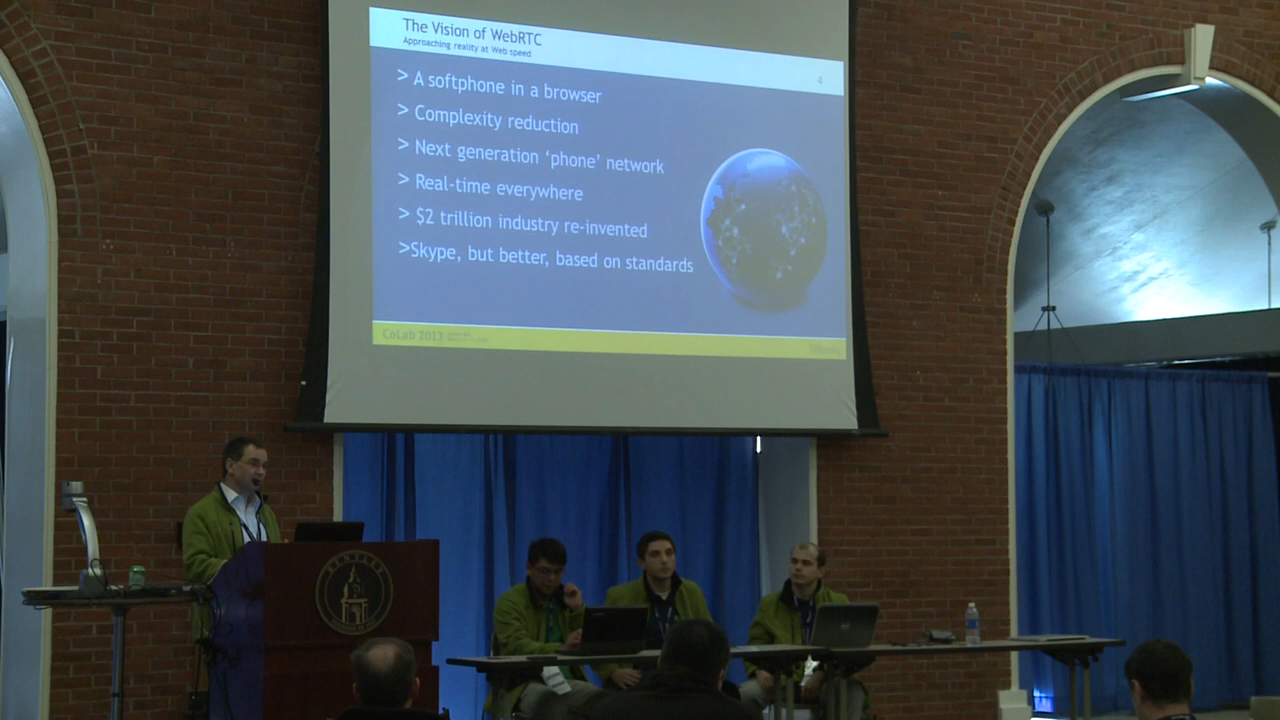 The Vision of WebRTC
Approaching reality at Web speed
4
> A softphone in a browser
> Complexity reduction
> Next generation ‘phone’ network
> Real-time everywhere
> $2 trillion industry re-invented
>Skype, but better, based on standards
CoLab 2013
BENTLEY